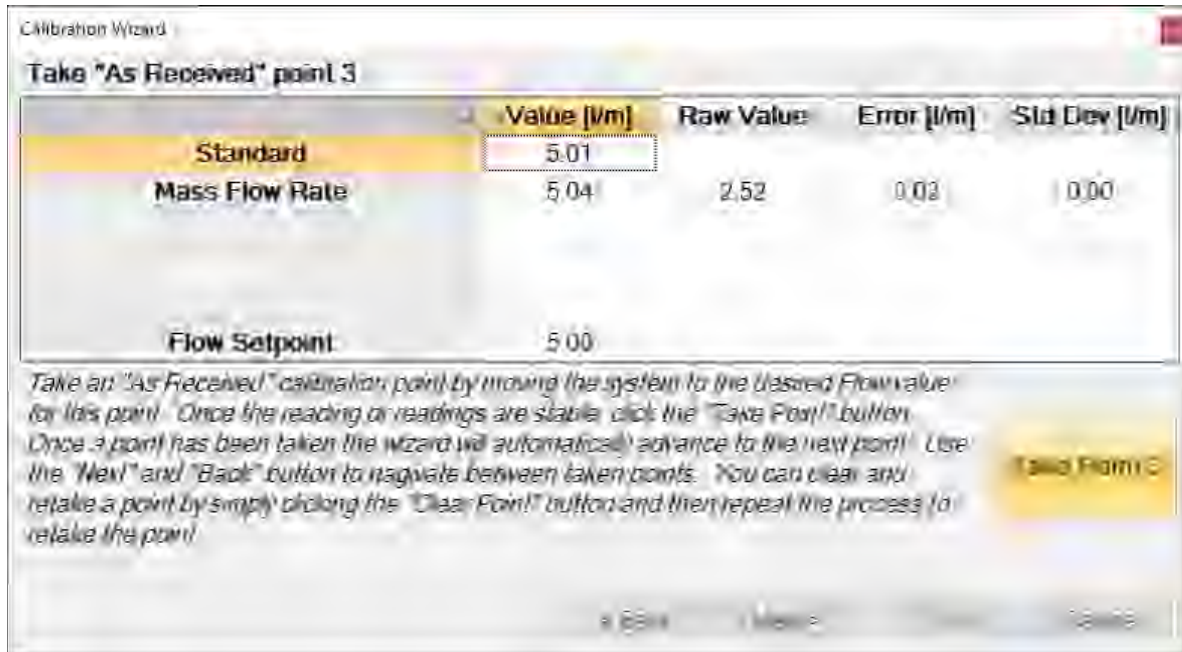 Calibration Wizard
Take "As Received" point 3
Value [l/m] Raw Value Error [l/m] Std Dev [l/m]
Standard 5.01
Mass Flow Rate 5.04 2.52 0.00
Flow Setpoint 5.00
Take an "As Received" calibration point by moving the system to the desired Flow value
for this point. Once the reading or readings are stable, click the "Take Point" button.
Once a point has been taken the wizard will automatically advance to the next point. Use
the "Next" and "Back" button to nagivate between taken points. You can clear and
retake a point by simply clicking the "Clear Point" button and then repeat the process to
retake the point.
Take Point 3
< Back